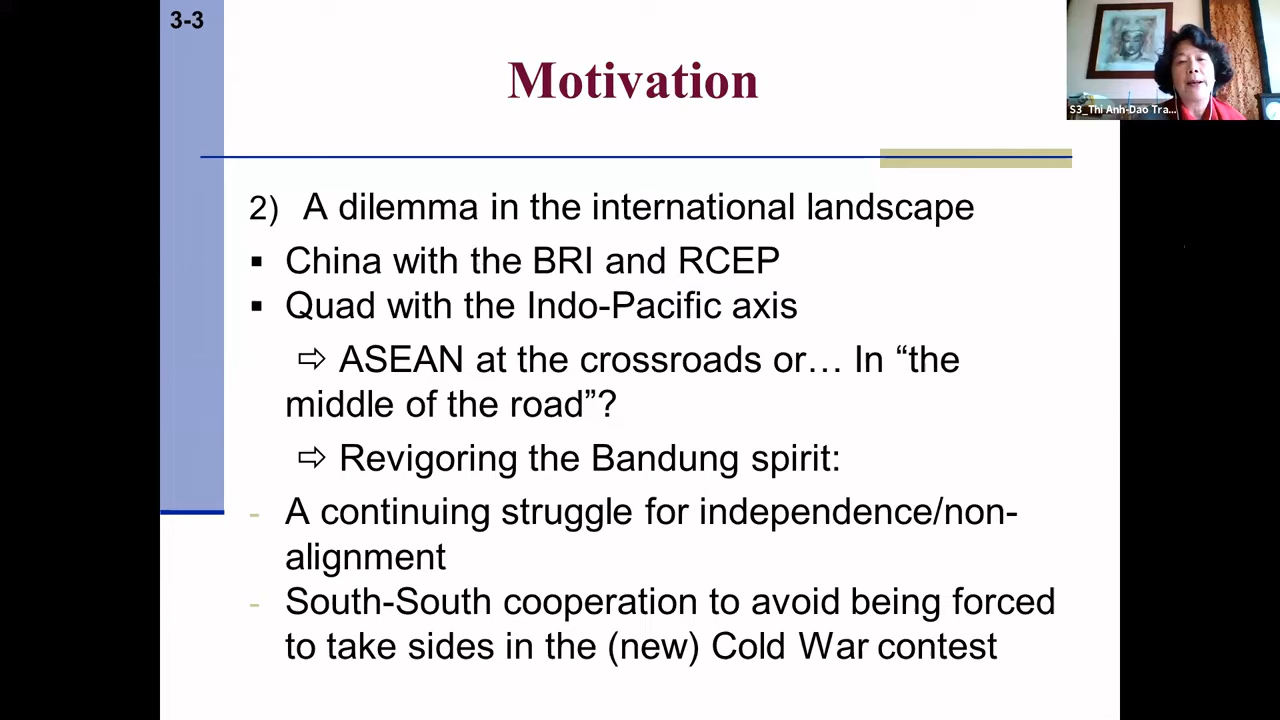 3-3
Motivation
S3_Thi Anh-Dao Tra...
2) A dilemma in the international landscape
▪ China with the BRI and RCEP
▪ Quad with the Indo-Pacific axis
⇨ ASEAN at the crossroads or… In “the
middle of the road”?
⇨ Revigoring the Bandung spirit:
- A continuing struggle for independence/non-
alignment
- South-South cooperation to avoid being forced
to take sides in the (new) Cold War contest